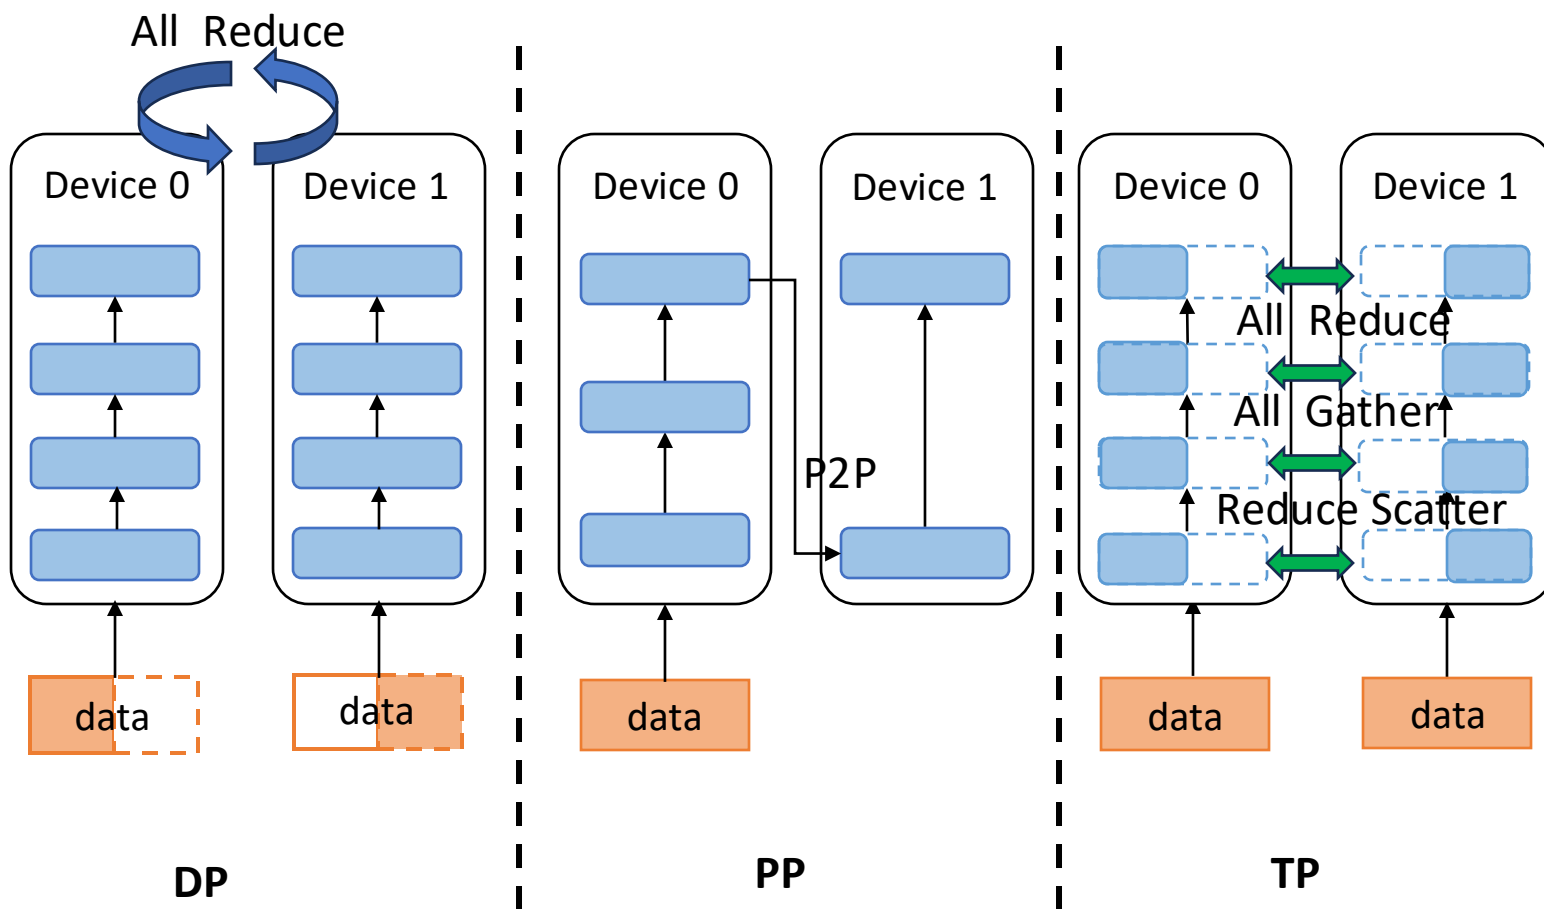 All Reduce
Device 0
Device 1
data
data
DP
Device 0
Device 1
P2P
data
PP
Device 0
Device 1
All Reduce
All Gather
Reduce Scatter
data
data
TP